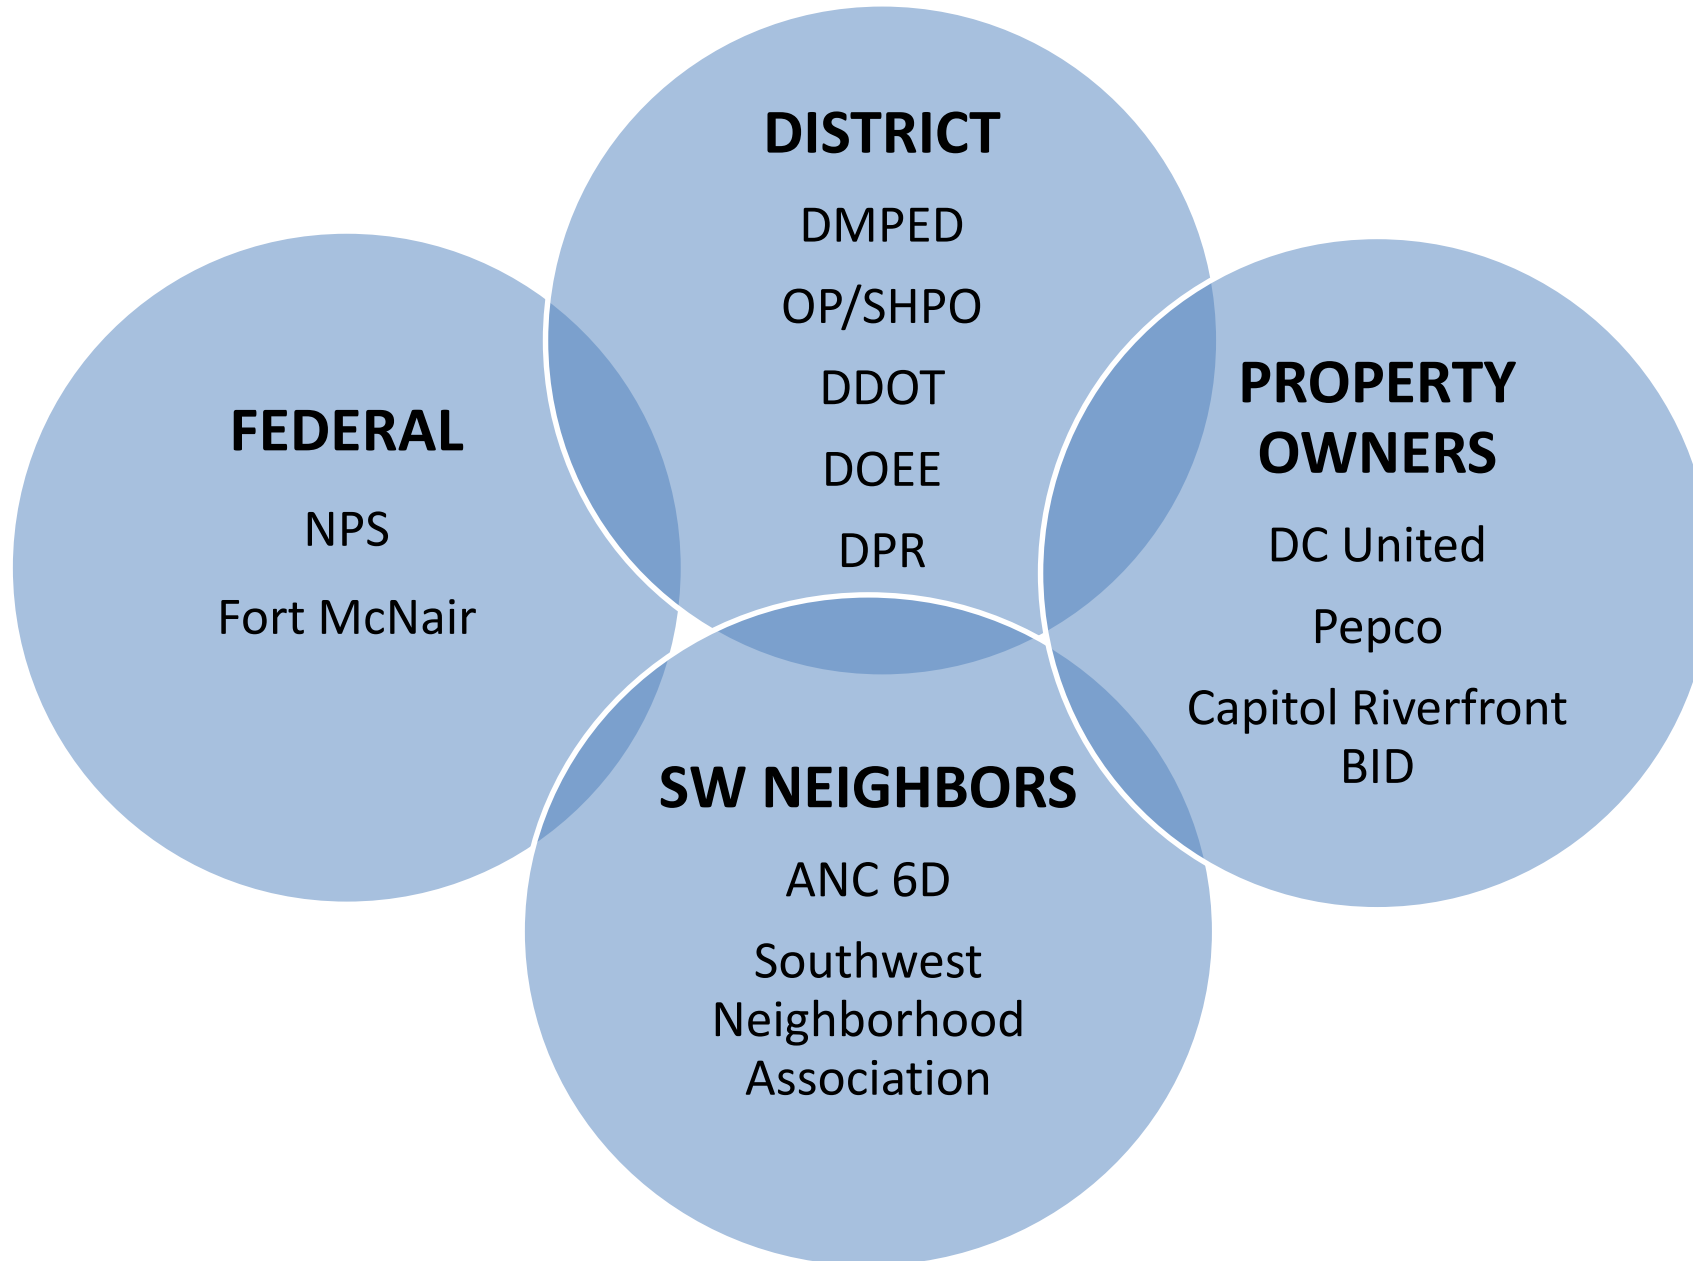 DISTRICT
DMPED
OP/SHPO
DDOT
DOEE
DPR
FEDERAL
NPS
Fort McNair
PROPERTY
OWNERS
DC United
Pepco
Capitol Riverfront
BID
SW NEIGHBORS
ANC 6D
Southwest
Neighborhood
Association